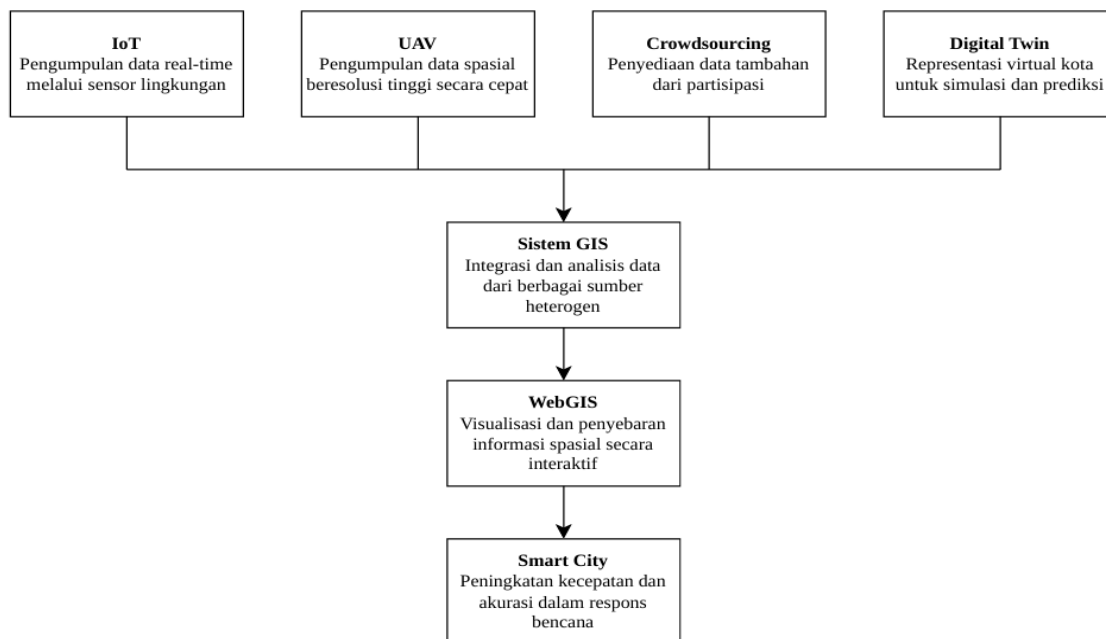 IoT
Pengumpulan data real-time
melalui sensor lingkungan
UAV
Pengumpulan data spasial
beresolusi tinggi secara cepat
Crowdsourcing
Penyediaan data tambahan
dari partisipasi
Digital Twin
Representasi virtual kota
untuk simulasi dan prediksi
Sistem GIS
Integrasi dan analisis data
dari berbagai sumber
heterogen
WebGIS
Visualisasi dan penyebaran
informasi spasial secara
interaktif
Smart City
Peningkatan kecepatan dan
akurasi dalam respons
bencana